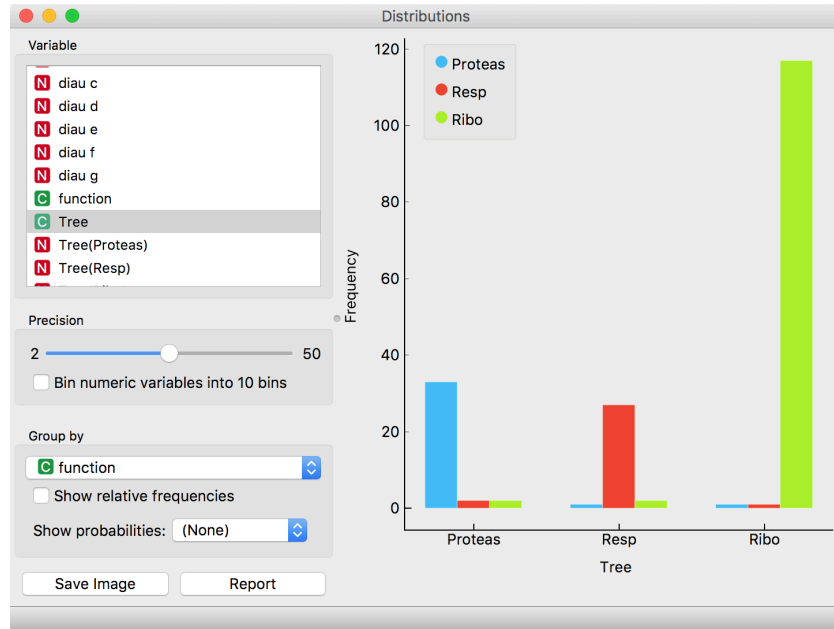 Distributions
Variable
N diau c
N diau d
N diau e
N diau f
N diau g
C function
C Tree
N Tree(Proteas)
N Tree(Resp)
Precision
2 50
Bin numeric variables into 10 bins
Group by
C function
Show relative frequencies
Show probabilities: (None)
Save Image Report
Proteas
Resp
Ribo
120
100
80
60
40
20
0
Frequency
Proteas Resp Ribo
Tree